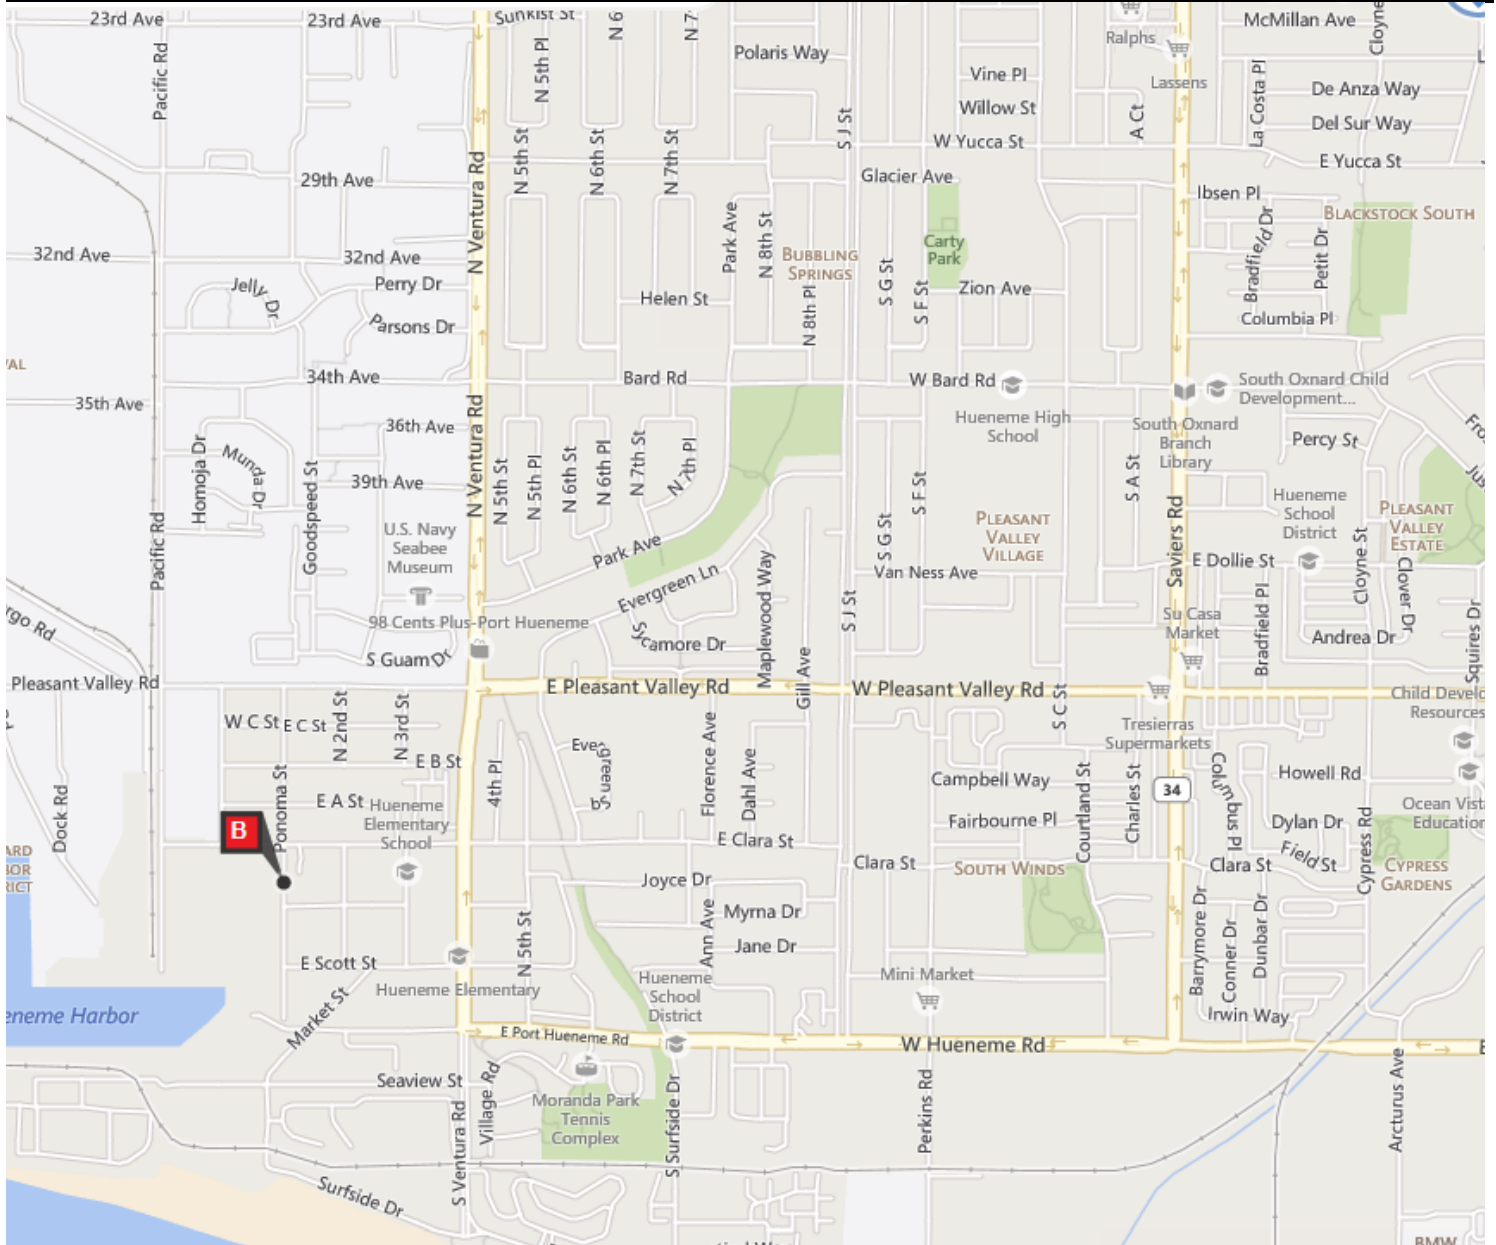 23rd Ave
23rd Ave
Sunkist St
N 6
N 7
McMillan Ave
Cloyne
Ralphs
Lassens
Polaris Way
N 5th Pl
Pacific Rd
Vine Pl
Willow St
W Yucca St
S J St
A Ct
La Costa Pl
De Anza Way
Del Sur Way
E Yucca St
29th Ave
N Ventura Rd
N 5th St
N 6th St
N 7th St
Glacier Ave
Ibsen Pl
BLACKSTOCK SOUTH
32nd Ave
32nd Ave
Park Ave
N 8th St
BUBBLING
SPRINGS
Carty
Park
Bradfield Dr
Petit Dr
Jelly Dr
Perry Dr
Helen St
N 8th Pl
S G St
S F St
Zion Ave
Parsons Dr
Columbia Pl
34th Ave
Bard Rd
W Bard Rd
South Oxnard Child
Development...
35th Ave
36th Ave
Hueneme High
School
South Oxnard
Branch
Library
Percy St
Homoja Dr
Munda Dr
Goodspeed St
39th Ave
N Ventura Rd
N 5th St
N 5th Pl
N 6th St
N 6th Pl
N 7th St
N 7th Pl
S F St
S A St
Hueneme
School
District
PLEASANT
VALLEY
ESTATE
Pacific Rd
U.S. Navy
Seabee
Museum
Park Ave
S G St
PLEASANT
VALLEY
VILLAGE
Saviers Rd
E Dollie St
Cloyne St
Clover Dr
Evergreen Ln
Maplewood Way
Van Ness Ave
S J St
Bradfield Pl
98 Cents Plus-Port Hueneme
Su Casa
Market
Andrea Dr
Squires Dr
Sycamore Dr
S Guam Dr
Gill Ave
Pleasant Valley Rd
E Pleasant Valley Rd
W Pleasant Valley Rd
S C St
Child Develo
Resources
W C St
E C St
N 2nd St
N 3rd St
Tresierras
Supermarkets
E B St
4th Pl
Evergreen Sq
Florence Ave
Dahl Ave
Campbell Way
Courtland St
Charles St
34
Columbus Pl
Howell Rd
Dock Rd
Ponoma St
E A St
Hueneme
Elementary
School
Fairbourne Pl
Dylan Dr
Ocean Vist
Education
B
E Clara St
Clara St
SOUTH WINDS
Clara St
Field St
Cypress Rd
CYPRESS
GARDENS
Joyce Dr
Myrna Dr
Jane Dr
Ann Ave
N 5th St
Barrymore Dr
Conner Dr
Dunbar Dr
E Scott St
Hueneme Elementary
Hueneme
School
District
Mini Market
Market St
eneme Harbor
E Port Hueneme Rd
W Hueneme Rd
Irwin Way
Seaview St
Village Rd
Moranda Park
Tennis
Complex
S Surfside Dr
Perkins Rd
Arcturus Ave
S Ventura Rd
Surfside Dr
BMW